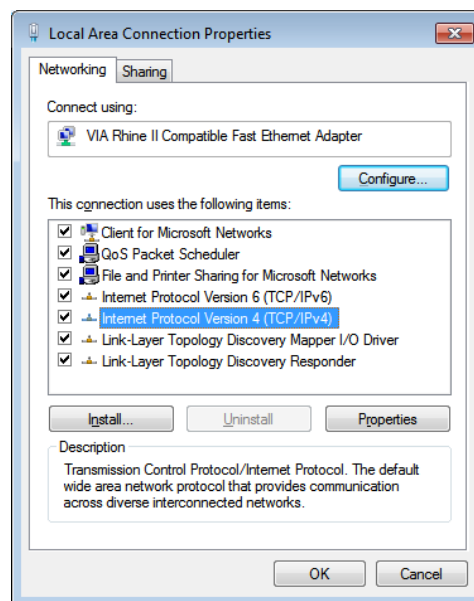 Local Area Connection Properties
Networking
Sharing
Connect using:
VIA Rhine II Compatible Fast Ethernet Adapter
Configure...
This connection uses the following items:
Client for Microsoft Networks
QoS Packet Scheduler
File and Printer Sharing for Microsoft Networks
Internet Protocol Version 6 (TCP/IPv6)
Internet Protocol Version 4 (TCP/IPv4)
Link-Layer Topology Discovery Mapper I/O Driver
Link-Layer Topology Discovery Responder
Install...
Uninstall
Properties
Description
Transmission Control Protocol/Internet Protocol. The default
wide area network protocol that provides communication
across diverse interconnected networks.
OK
Cancel